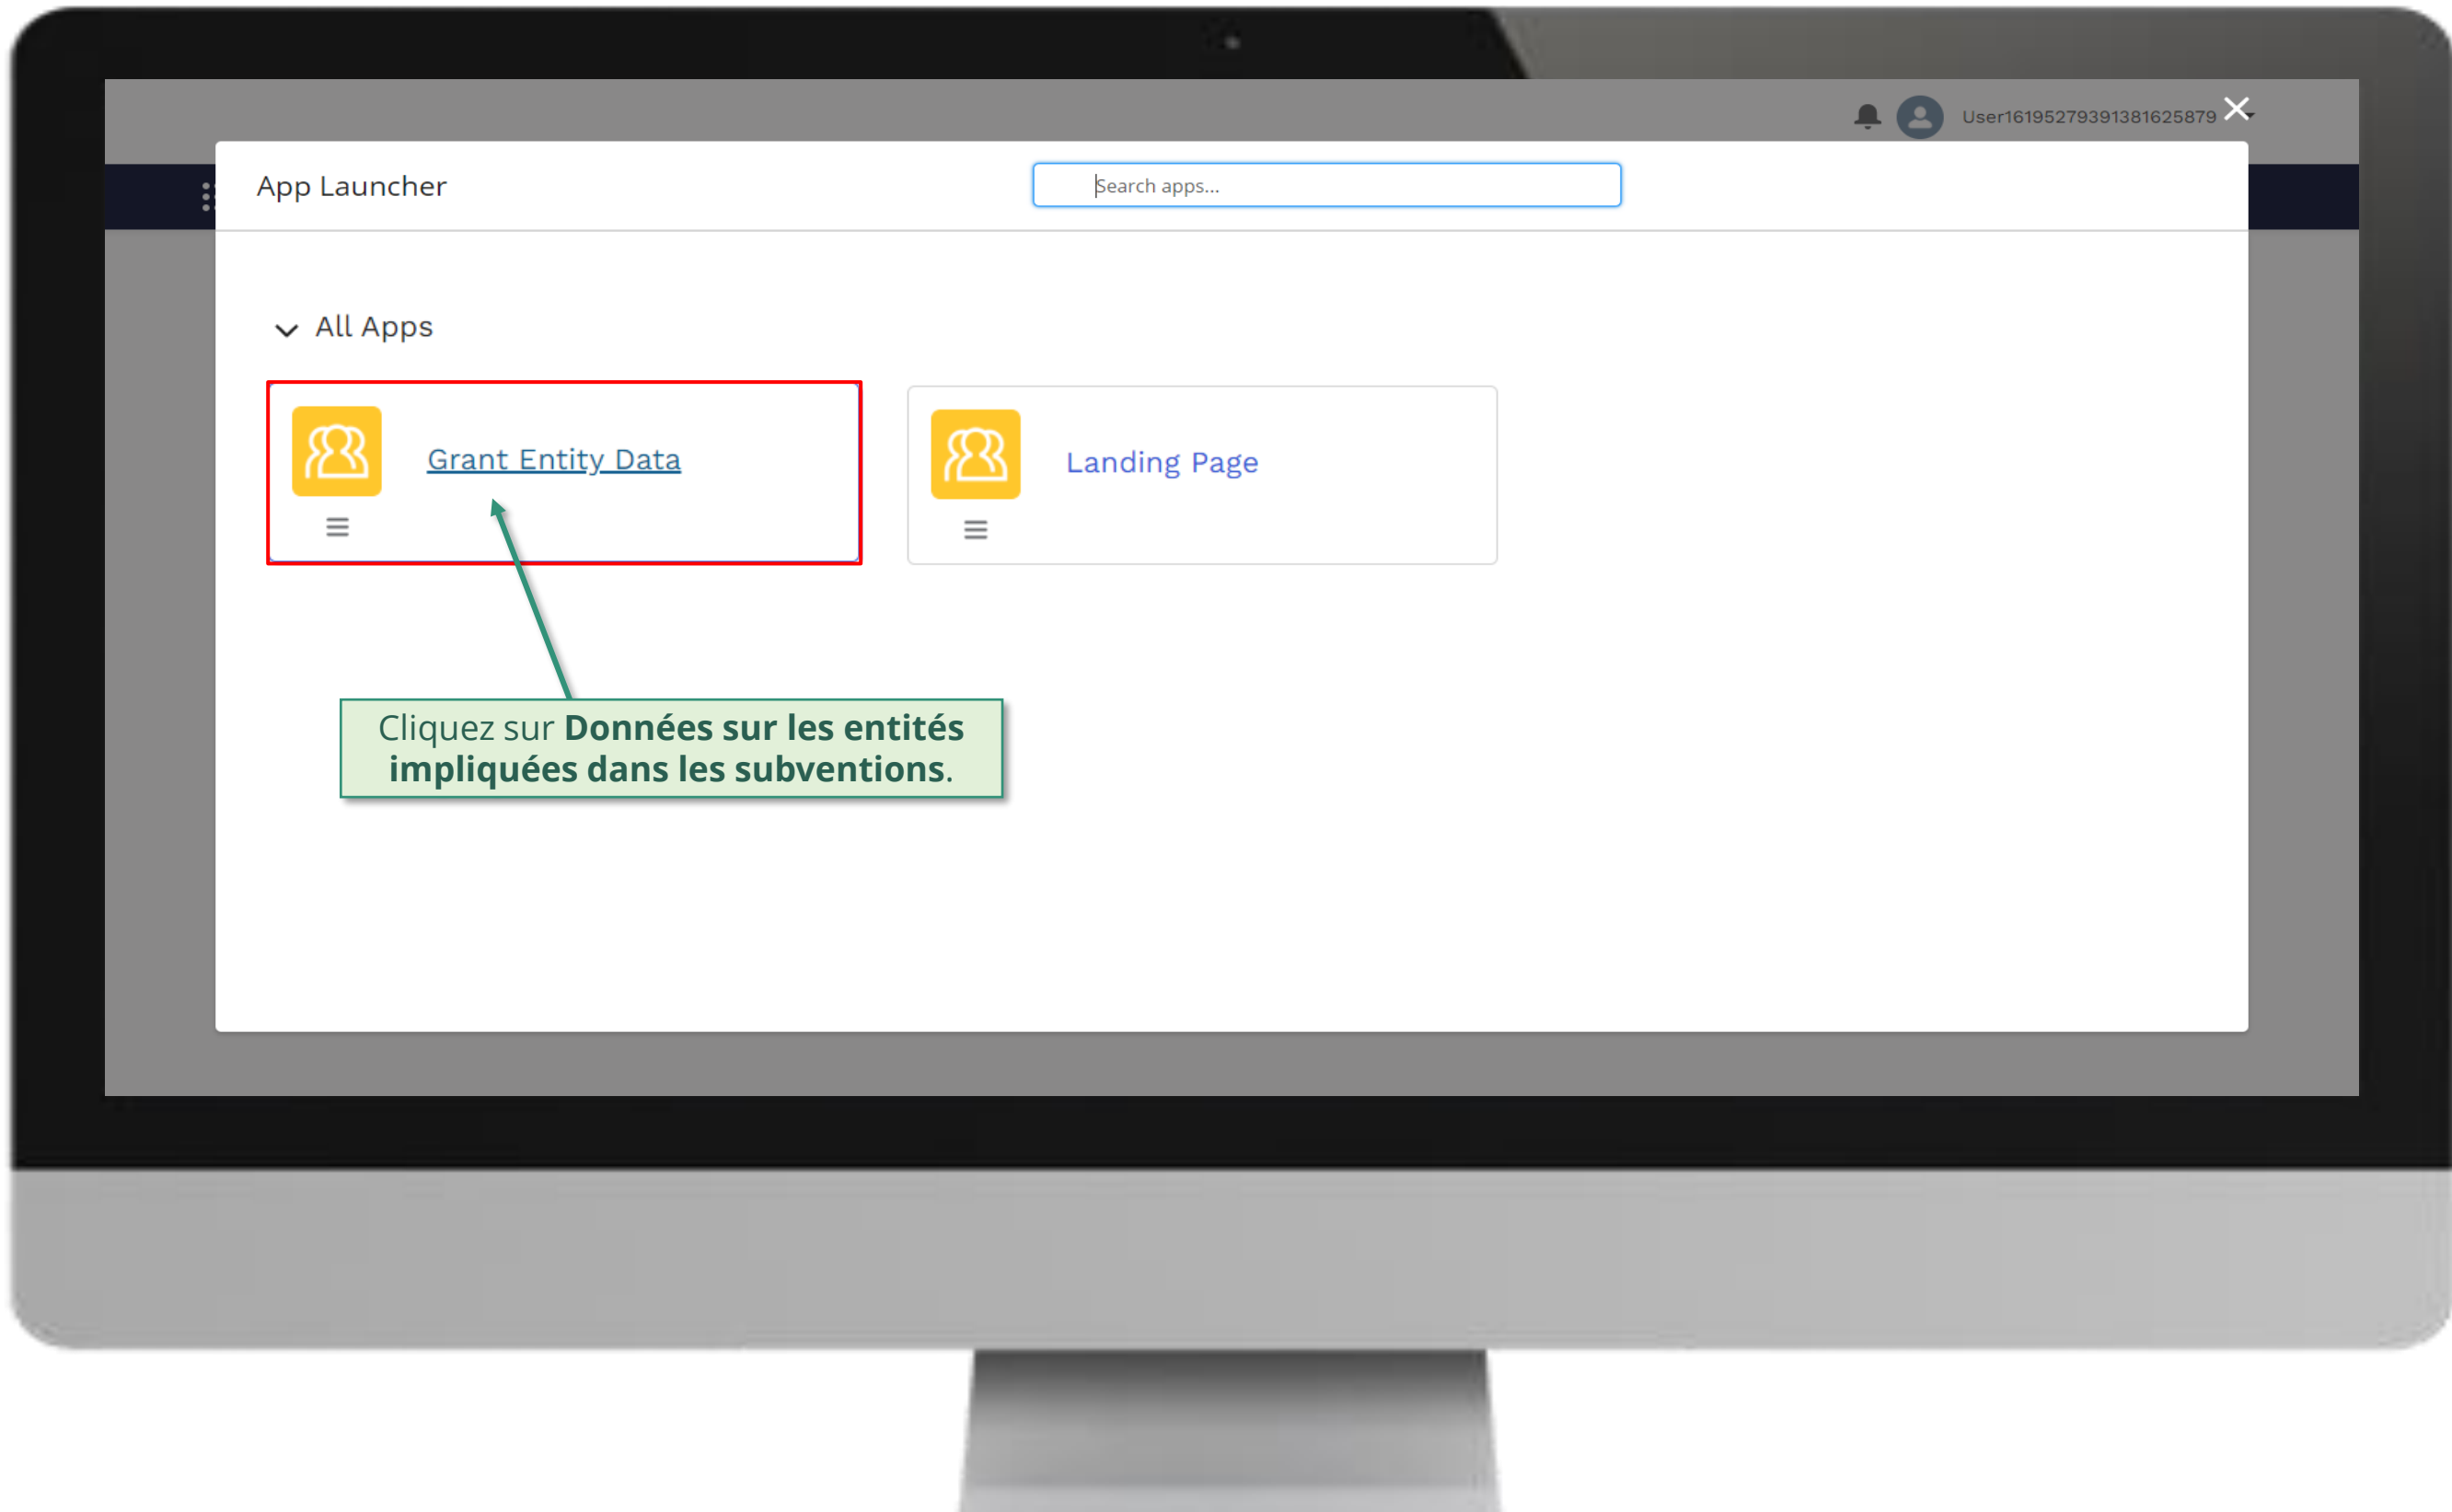 User16195279391381625879
App Launcher
Search apps...
All Apps
Grant Entity Data
Landing Page
Cliquez sur Données sur les entités
impliquées dans les subventions.